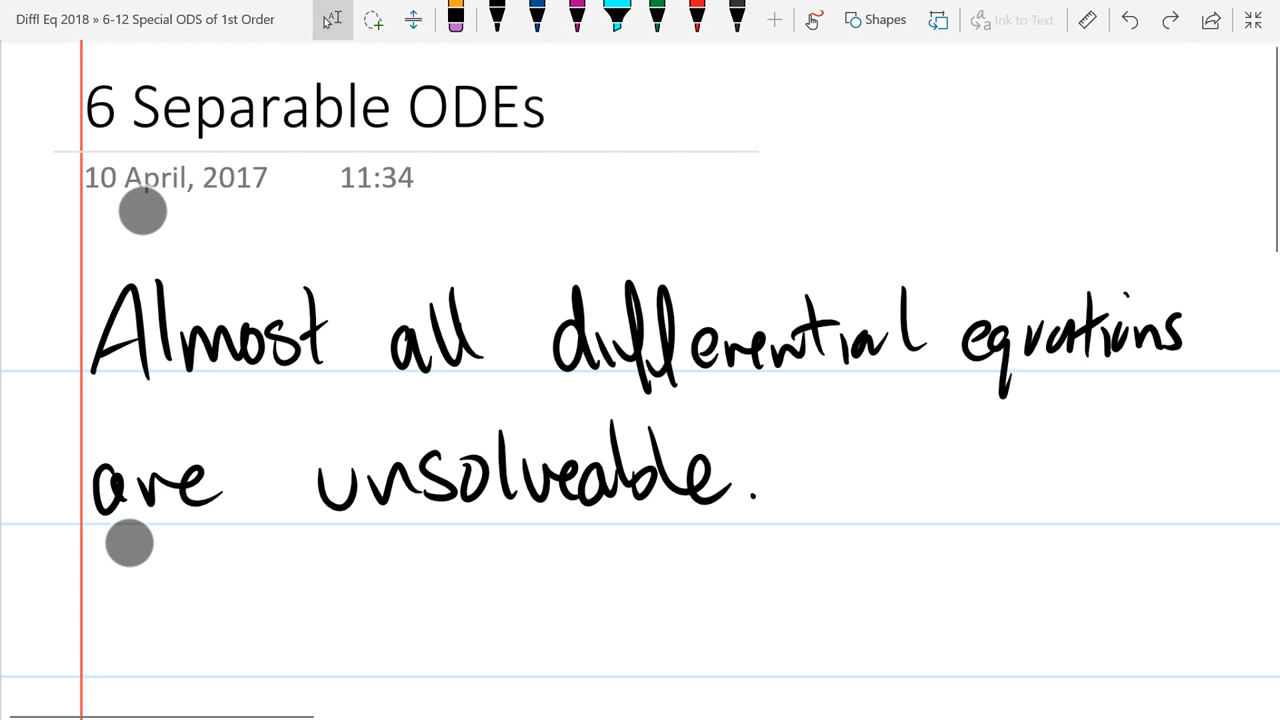 Diffl Eq 2018 » 6-12 Special ODS of 1st Order
Shapes
Ink to Text
6 Separable ODEs
10 April, 2017 11:34
Almost all differential equations
are unsolveable.